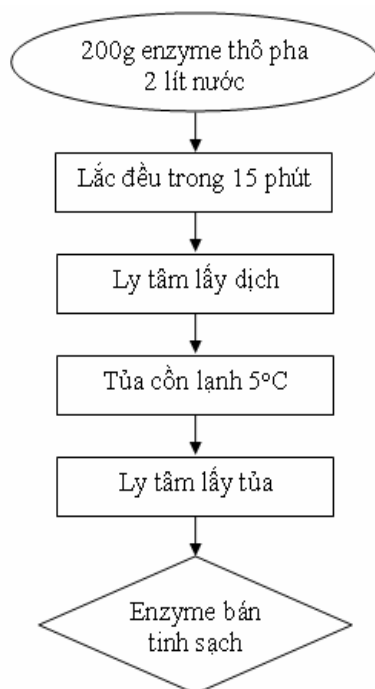 200g enzyme thô pha
2 lít nước
Lắc đều trong 15 phút
Ly tâm lấy dịch
Tủa cồn lạnh 5°C
Ly tâm lấy tủa
Enzyme bán
tinh sạch